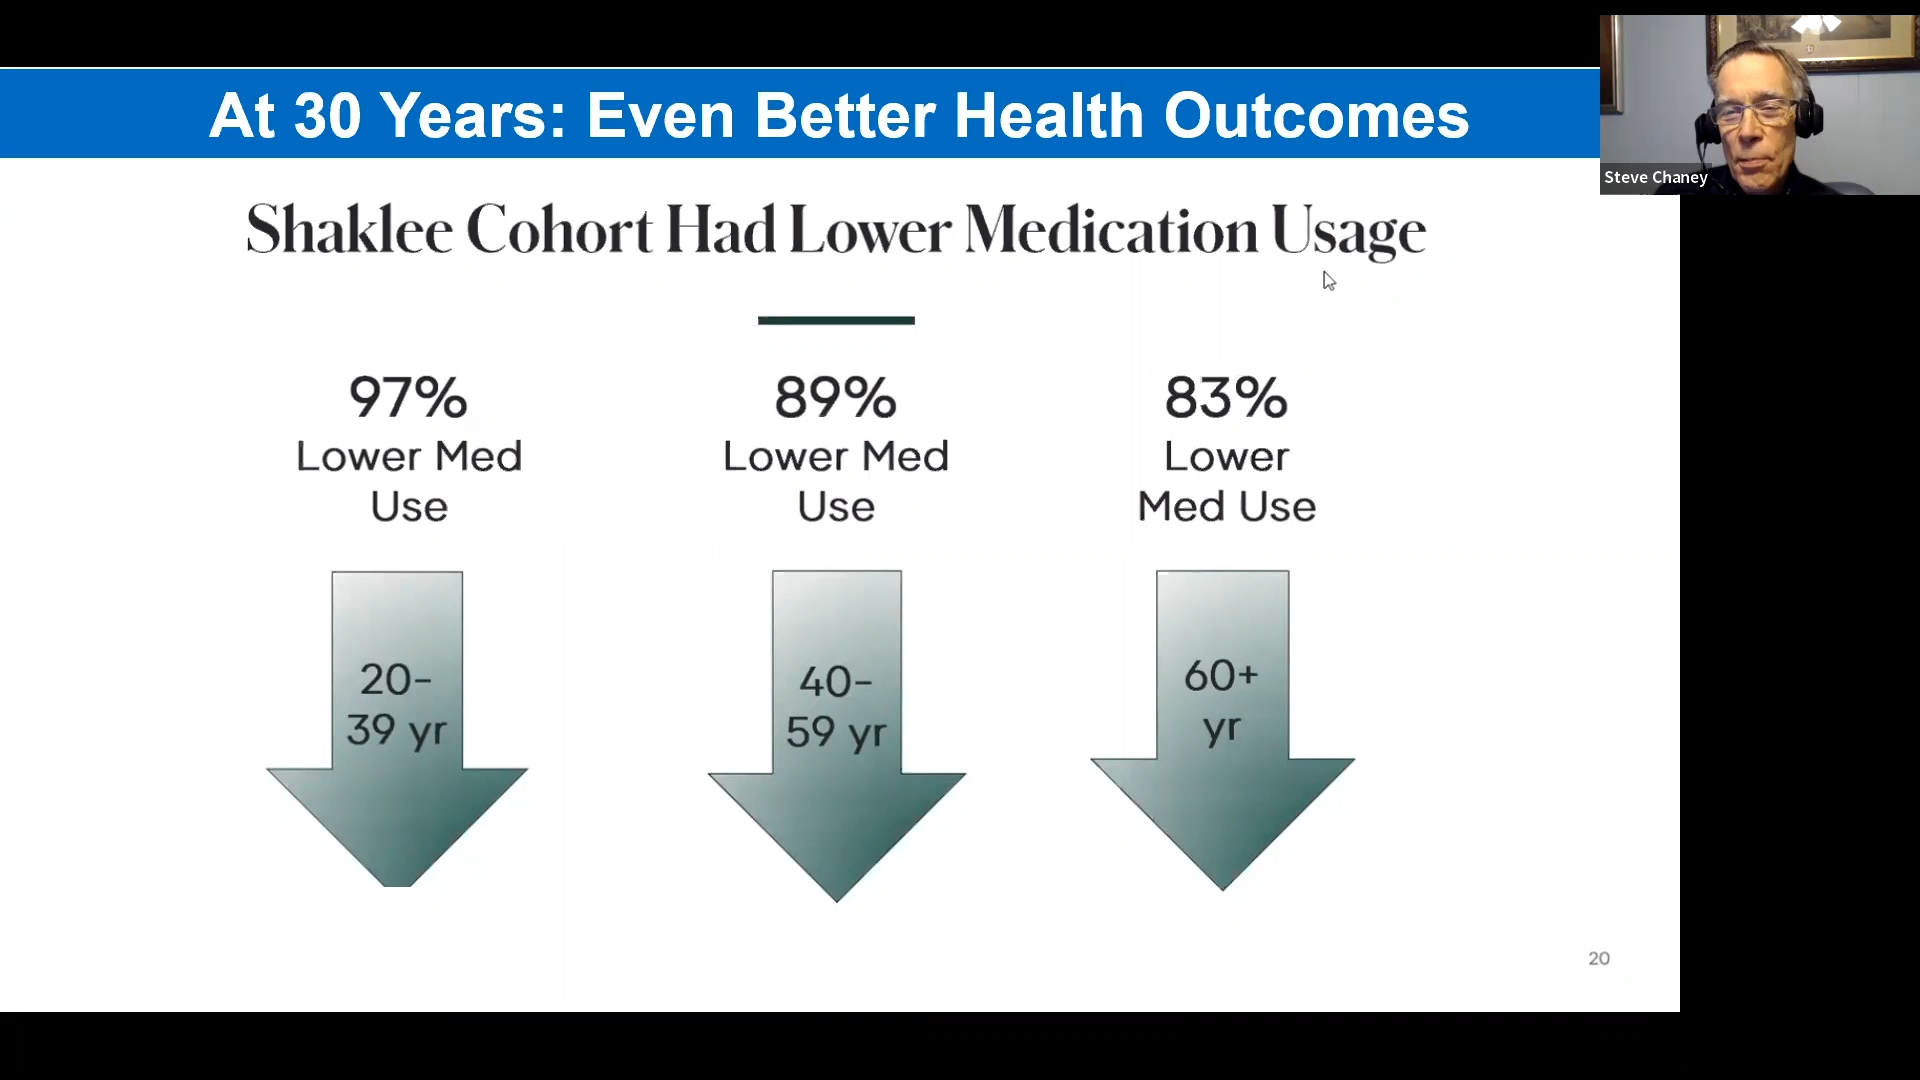 At 30 Years: Even Better Health Outcomes
Steve Chaney
Shaklee Cohort Had Lower Medication Usage
97%
Lower Med
Use
89%
Lower Med
Use
83%
Lower
Med Use
20-
39 yr
40-
59 yr
60+
yr
20